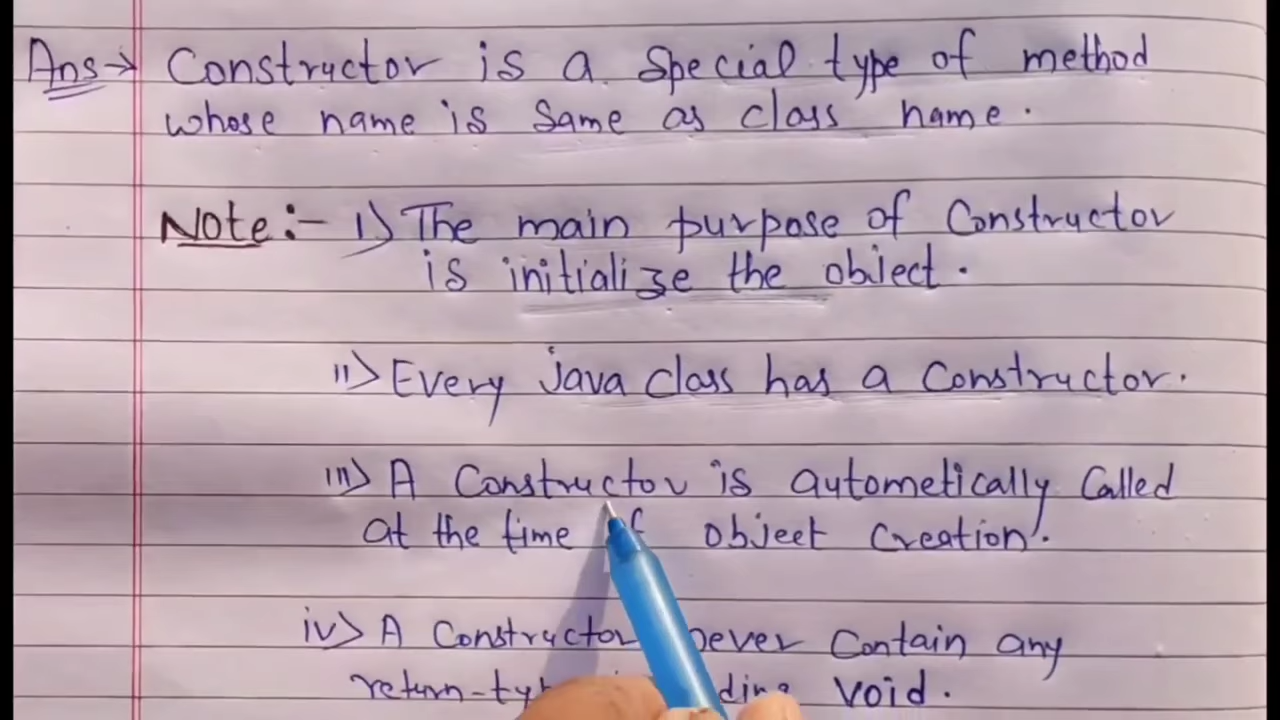 Ans→ Constructor is a special type of method
whose name is same as class name.
Note:- i) The main purpose of Constructor
is initialize the object.
ii) Every java class has a Constructor.
iii) A Constructor is autometically Called
at the time of object Creation.
iv) A Constructor never Contain any
void.